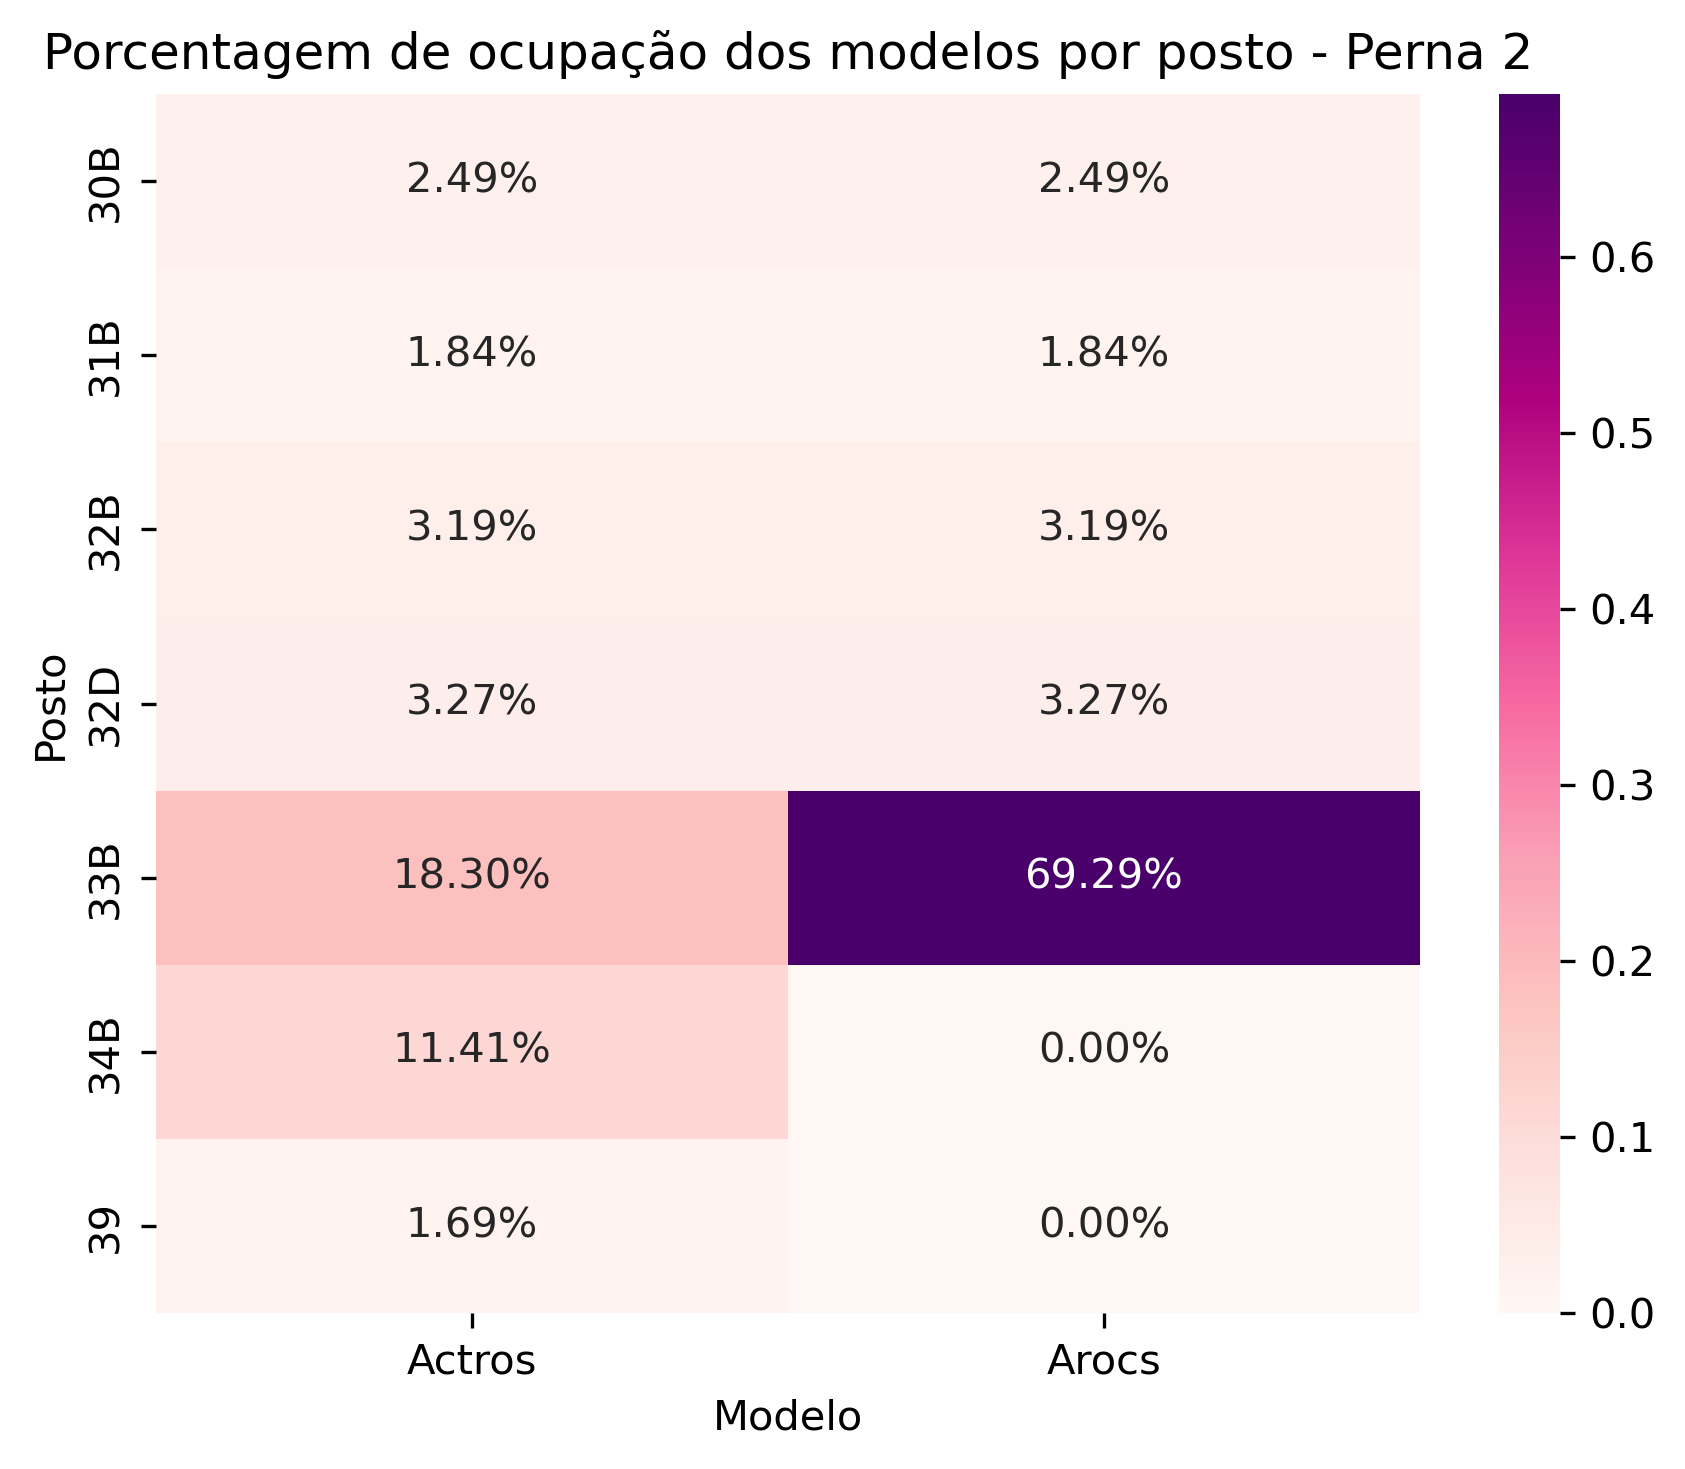 Porcentagem de ocupação dos modelos por posto - Perna 2
Posto
30B 2.49% 2.49%
31B 1.84% 1.84%
32B 3.19% 3.19%
32D 3.27% 3.27%
33B 18.30% 69.29%
34B 11.41% 0.00%
39 1.69% 0.00%
Actros Arocs
Modelo
0.6
0.5
0.4
0.3
0.2
0.1
0.0